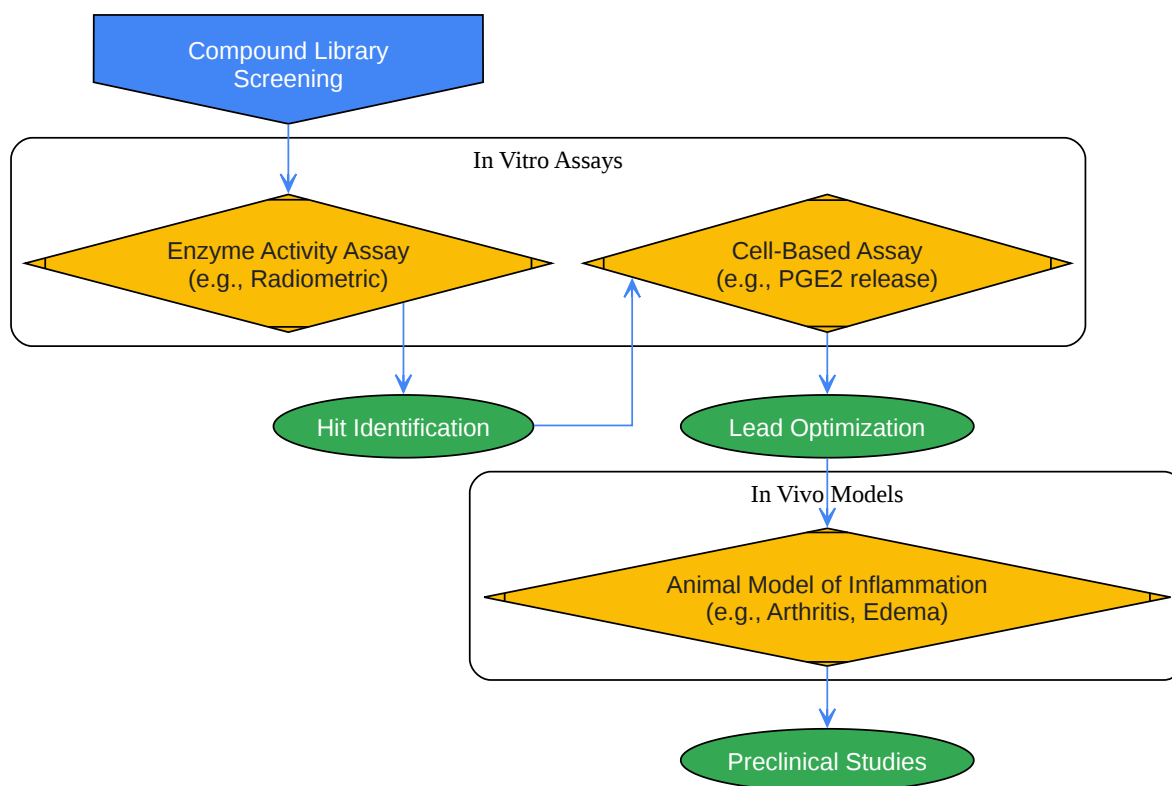 Compound Library
Screening
In Vitro Assays
Enzyme Activity Assay
(e.g., Radiometric)
Cell-Based Assay
(e.g., PGE2 release)
Hit Identification
Lead Optimization
In Vivo Models
Animal Model of Inflammation
(e.g., Arthritis, Edema)
Preclinical Studies